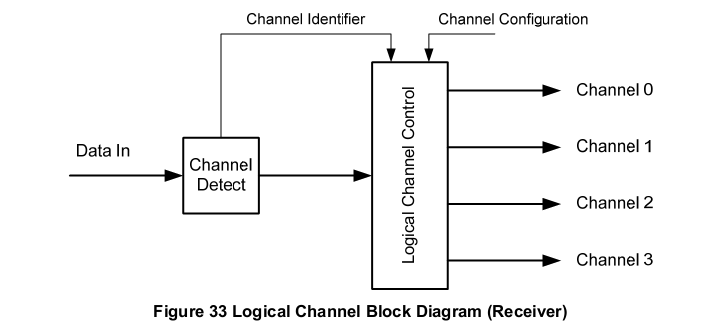 Channel Identifier
Channel Configuration
Data In
Channel
Detect
Logical Channel Control
Channel 0
Channel 1
Channel 2
Channel 3
Figure 33 Logical Channel Block Diagram (Receiver)